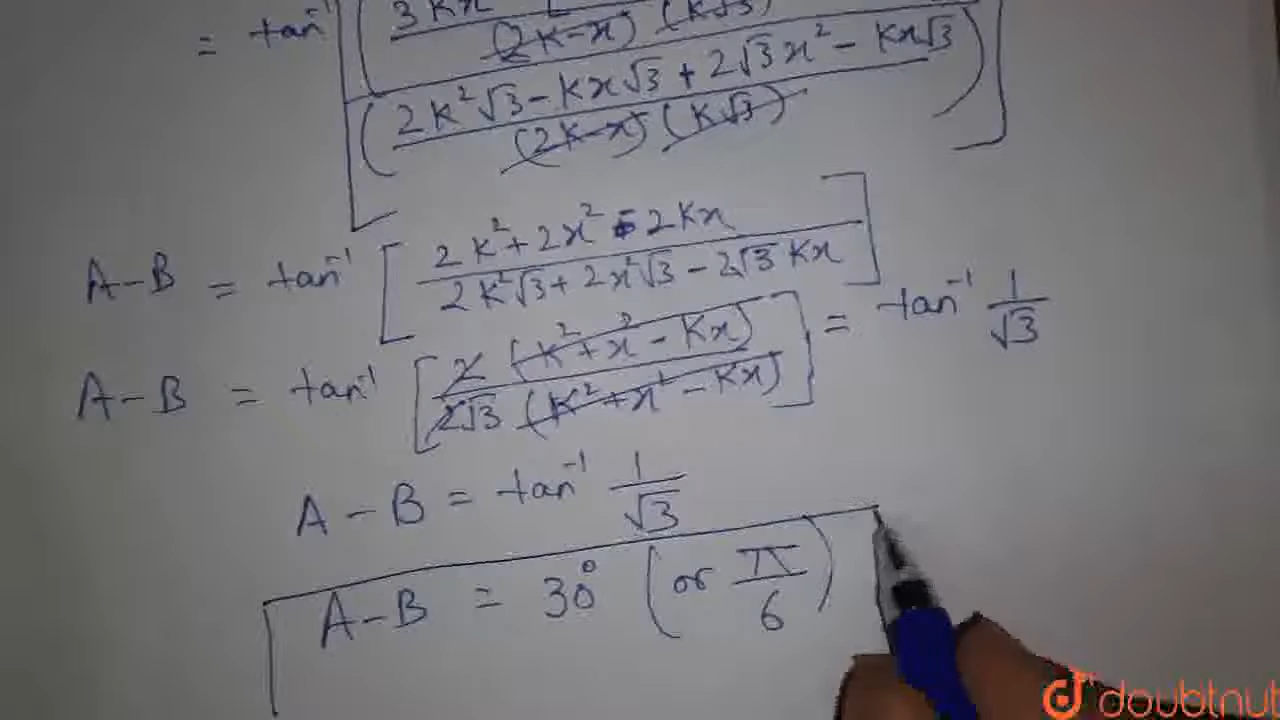 3Kx
= tan⁻¹ (2K-x) (K√3)
2K²√3 - Kx√3 + 2√3x² - Kx√3
(2K-x) (K√3)
A-B = tan⁻¹ [ 2K² + 2x² - 2Kx / 2K²√3 + 2x²√3 - 2√3 Kx ]
A-B = tan⁻¹ [ 2 (K² + x² - Kx) / 2√3 (K² + x² - Kx) ] = tan⁻¹ 1/√3
A-B = tan⁻¹ 1/√3
A-B = 30° (or π/6)
doubtnut